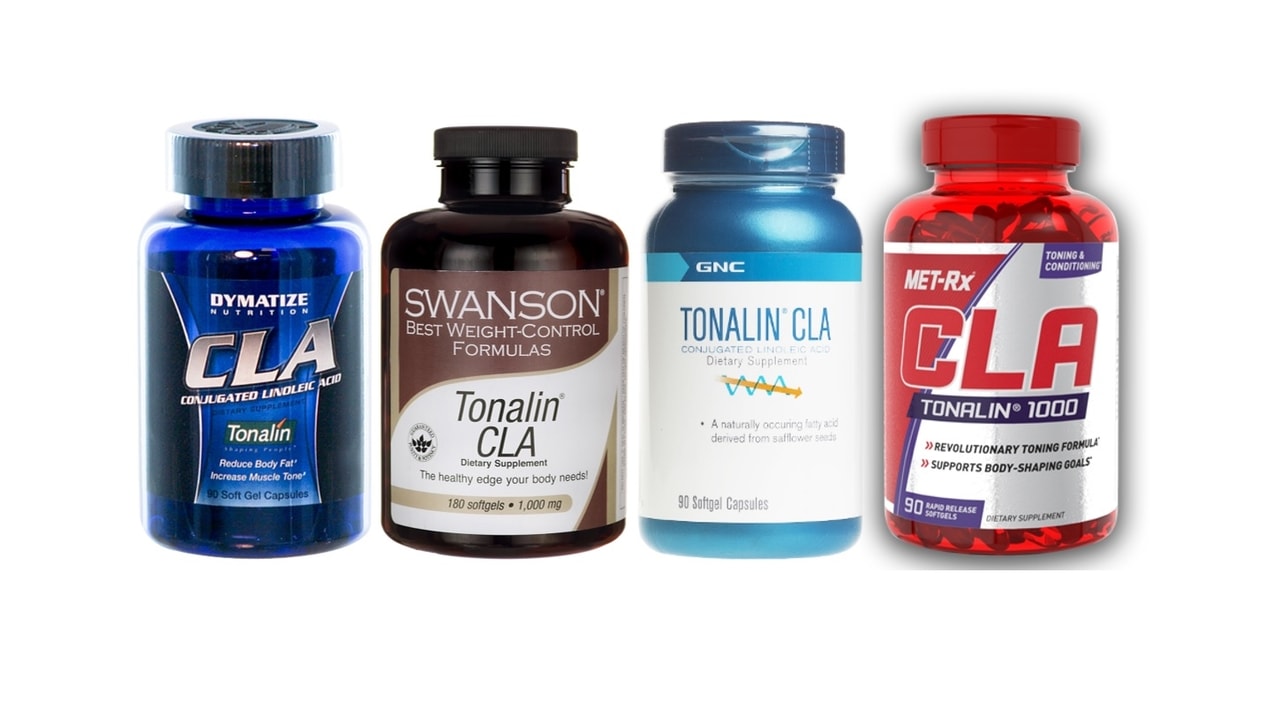 DYMATIZE
NUTRITION
CLA
CONJUGATED LINOLEIC ACID
DIETARY SUPPLEMENT
Tonalin
Shaping People
Reduce Body Fat
Increase Muscle Tone
90 Soft Gel Capsules
SWANSON®
BEST WEIGHT-CONTROL
FORMULAS
Tonalin®
CLA
Dietary Supplement
The healthy edge your body needs!
180 softgels • 1,000 mg
GNC
TONALIN® CLA
CONJUGATED LINOLEIC ACID
Dietary Supplement
• A naturally occuring fatty acid
derived from safflower seeds
90 Softgel Capsules
TONING &
CONDITIONING
MET-Rx®
CLA
TONALIN® 1000
»REVOLUTIONARY TONING FORMULA*
»SUPPORTS BODY-SHAPING GOALS*
90 RAPID RELEASE
SOFTGELS
DIETARY SUPPLEMENT